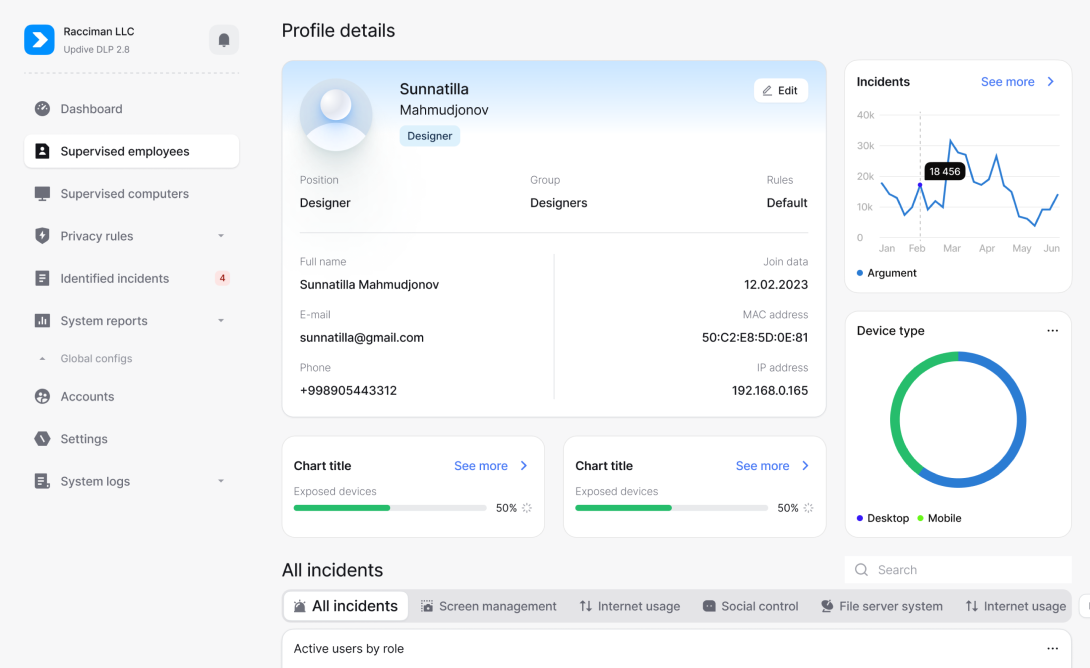 Racciman LLC
Updive DLP 2.8
Dashboard
Supervised employees
Supervised computers
Privacy rules
Identified incidents
4
System reports
Global configs
Accounts
Settings
System logs
Profile details
Sunnatilla
Mahmudjonov
Designer
Edit
Position
Designer
Group
Designers
Rules
Default
Full name
Sunnatilla Mahmudjonov
E-mail
sunnatilla@gmail.com
Phone
+998905443312
Join data
12.02.2023
MAC address
50:C2:E8:5D:0E:81
IP address
192.168.0.165
Incidents
See more
40k
30k
20k
10k
0
18 456
Jan Feb Mar Apr May Jun
Argument
Device type
Desktop
Mobile
Chart title
See more
Exposed devices
50%
Chart title
See more
Exposed devices
50%
All incidents
Search
All incidents
Screen management
Internet usage
Social control
File server system
Internet usage
Active users by role